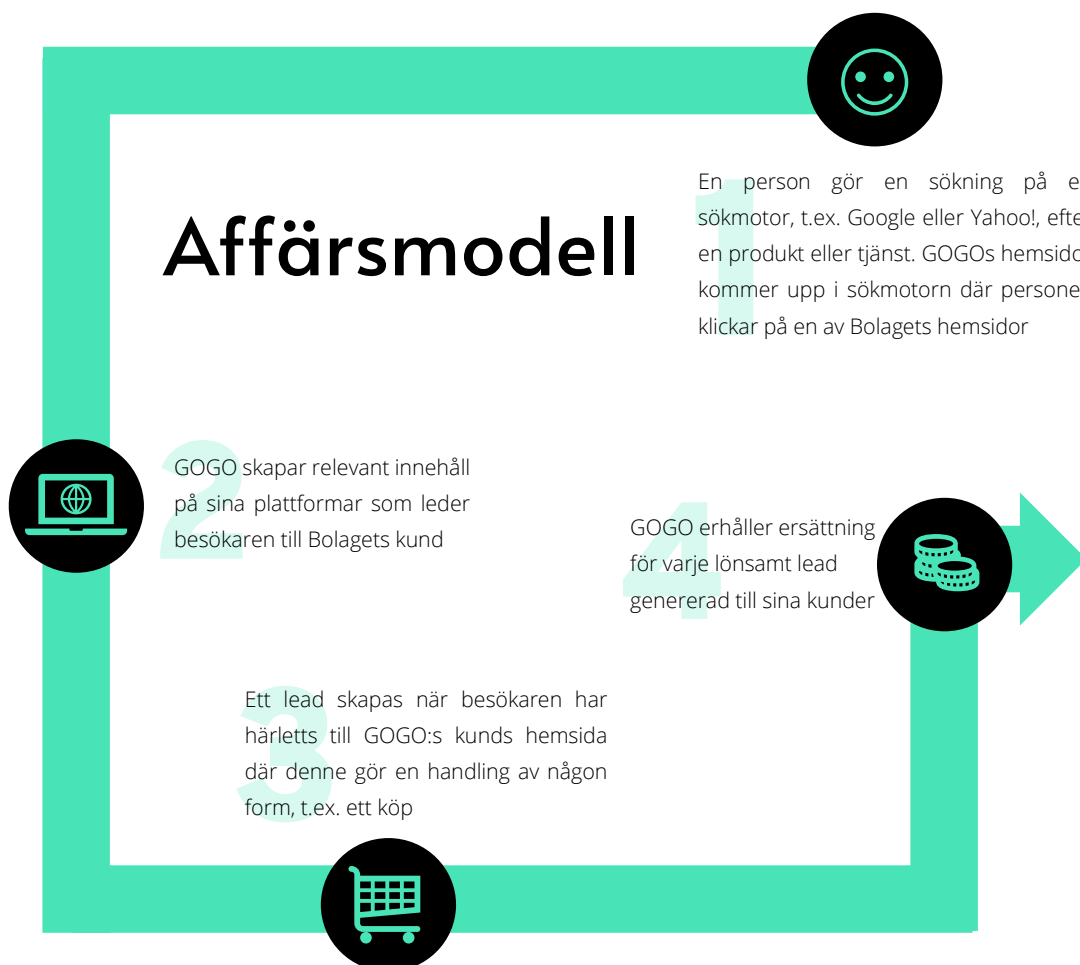 Affärsmodell
1
En person gör en sökning på e
sökmotor, t.ex. Google eller Yahoo!, efte
en produkt eller tjänst. GOGOs hemsido
kommer upp i sökmotorn där persone
klickar på en av Bolagets hemsidor
2
GOGO skapar relevant innehåll
på sina plattformar som leder
besökaren till Bolagets kund
3
Ett lead skapas när besökaren har
härletts till GOGO:s kunds hemsida
där denne gör en handling av någon
form, t.ex. ett köp
4
GOGO erhåller ersättning
för varje lönsamt lead
genererad till sina kunder